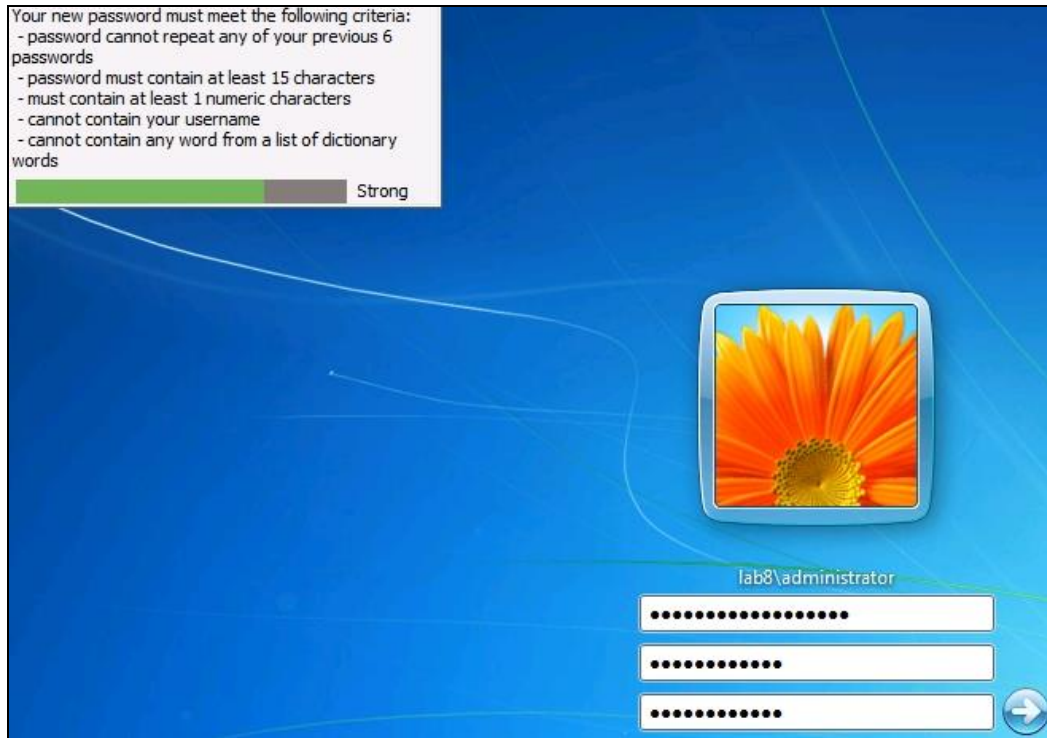 Your new password must meet the following criteria:
- password cannot repeat any of your previous 6
passwords
- password must contain at least 15 characters
- must contain at least 1 numeric characters
- cannot contain your username
- cannot contain any word from a list of dictionary
words
Strong
lab8\administrator